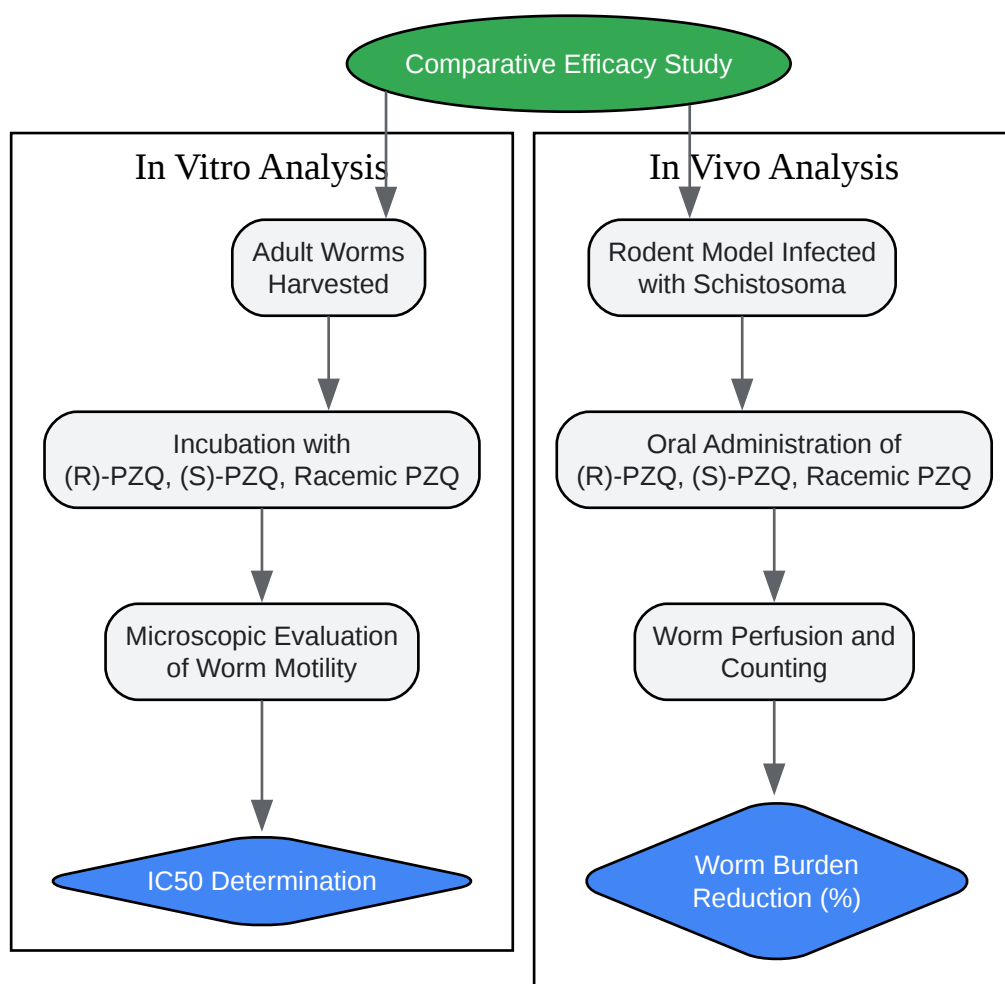 Comparative Efficacy Study
In Vitro Analysis
Adult Worms
Harvested
Incubation with
(R)-PZQ, (S)-PZQ, Racemic PZQ
Microscopic Evaluation
of Worm Motility
IC50 Determination
In Vivo Analysis
Rodent Model Infected
with Schistosoma
Oral Administration of
(R)-PZQ, (S)-PZQ, Racemic PZQ
Worm Perfusion and
Counting
Worm Burden
Reduction (%)